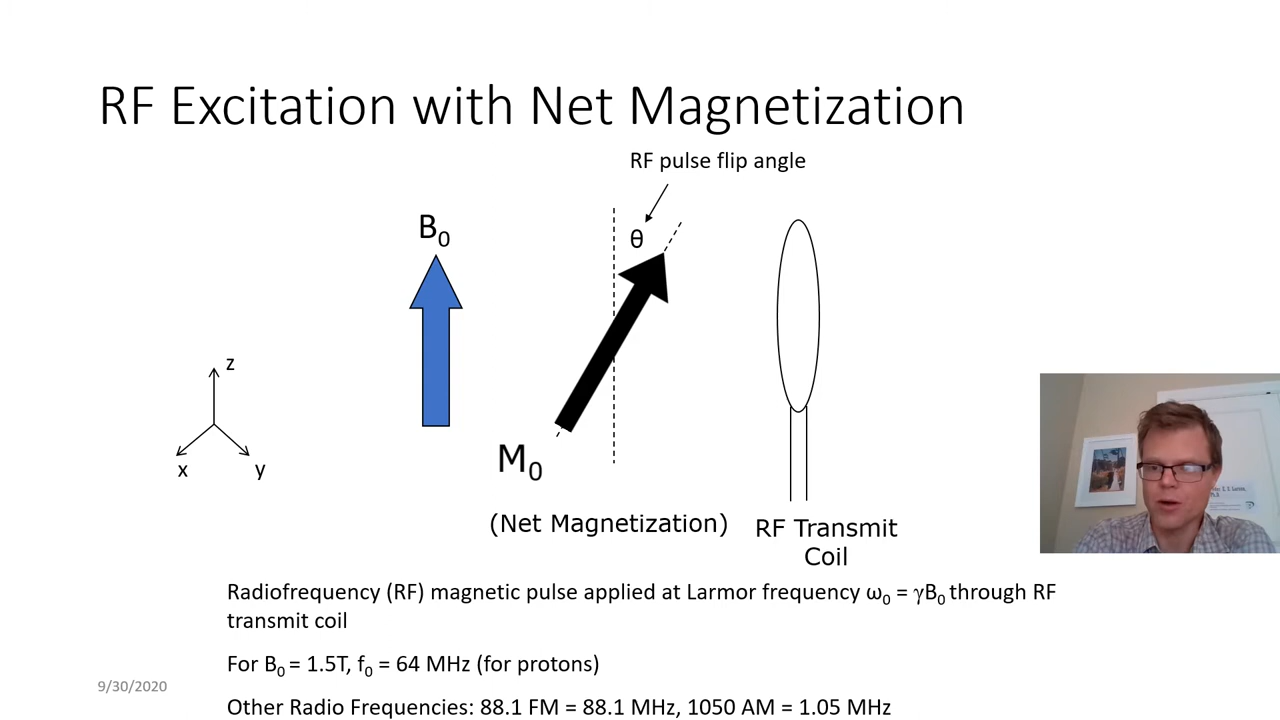 RF Excitation with Net Magnetization
RF pulse flip angle
B₀
θ
z
x
y
M₀
(Net Magnetization)
RF Transmit
Coil
Radiofrequency (RF) magnetic pulse applied at Larmor frequency ω₀ = γB₀ through RF
transmit coil
For B₀ = 1.5T, f₀ = 64 MHz (for protons)
9/30/2020
Other Radio Frequencies: 88.1 FM = 88.1 MHz, 1050 AM = 1.05 MHz